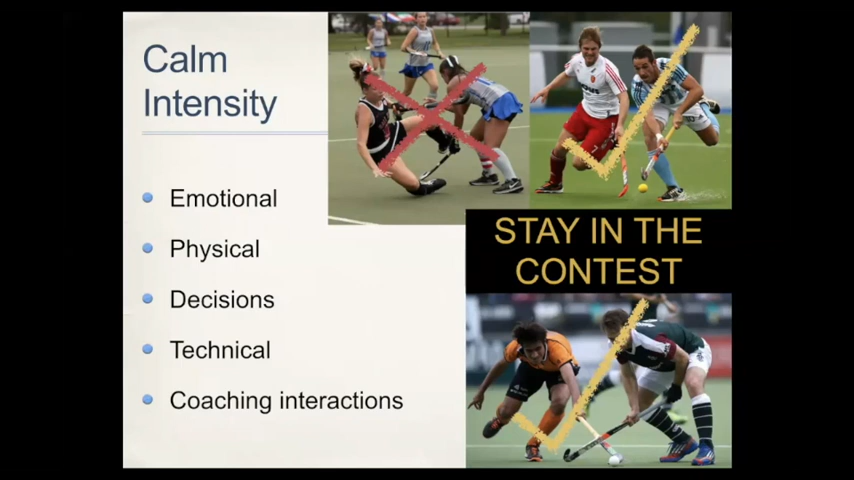 Calm
Intensity
Emotional
Physical
Decisions
Technical
Coaching interactions
STAY IN THE
CONTEST